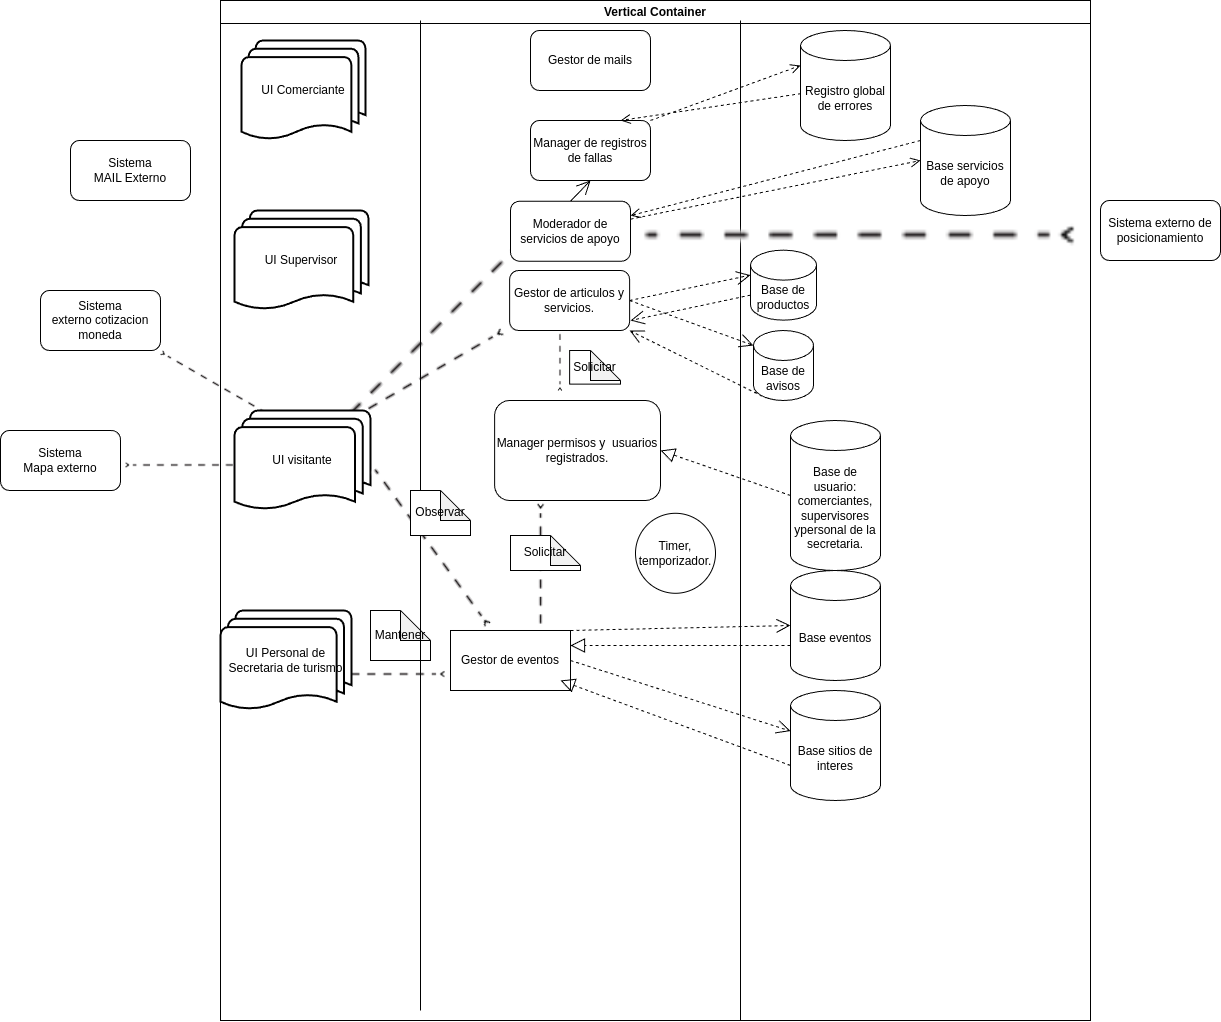 Vertical Container
Gestor de mails
UI Comerciante
Registro global
de errores
Manager de registros
de fallas
Sistema
MAIL Externo
Base servicios
de apoyo
Moderador de
servicios de apoyo
Sistema externo de
posicionamiento
UI Supervisor
Gestor de articulos y
servicios.
Base de
productos
Sistema
externo cotizacion
moneda
Solicitar
Base de
avisos
Sistema
Mapa externo
UI visitante
Manager permisos y  usuarios
registrados.
Base de
usuario:
comerciantes,
supervisores
ypersonal de la
secretaria.
Observar
Solicitar
Timer,
temporizador.
UI Personal de
Secretaria de turismo
Mantener
Gestor de eventos
Base eventos
Base sitios de
interes